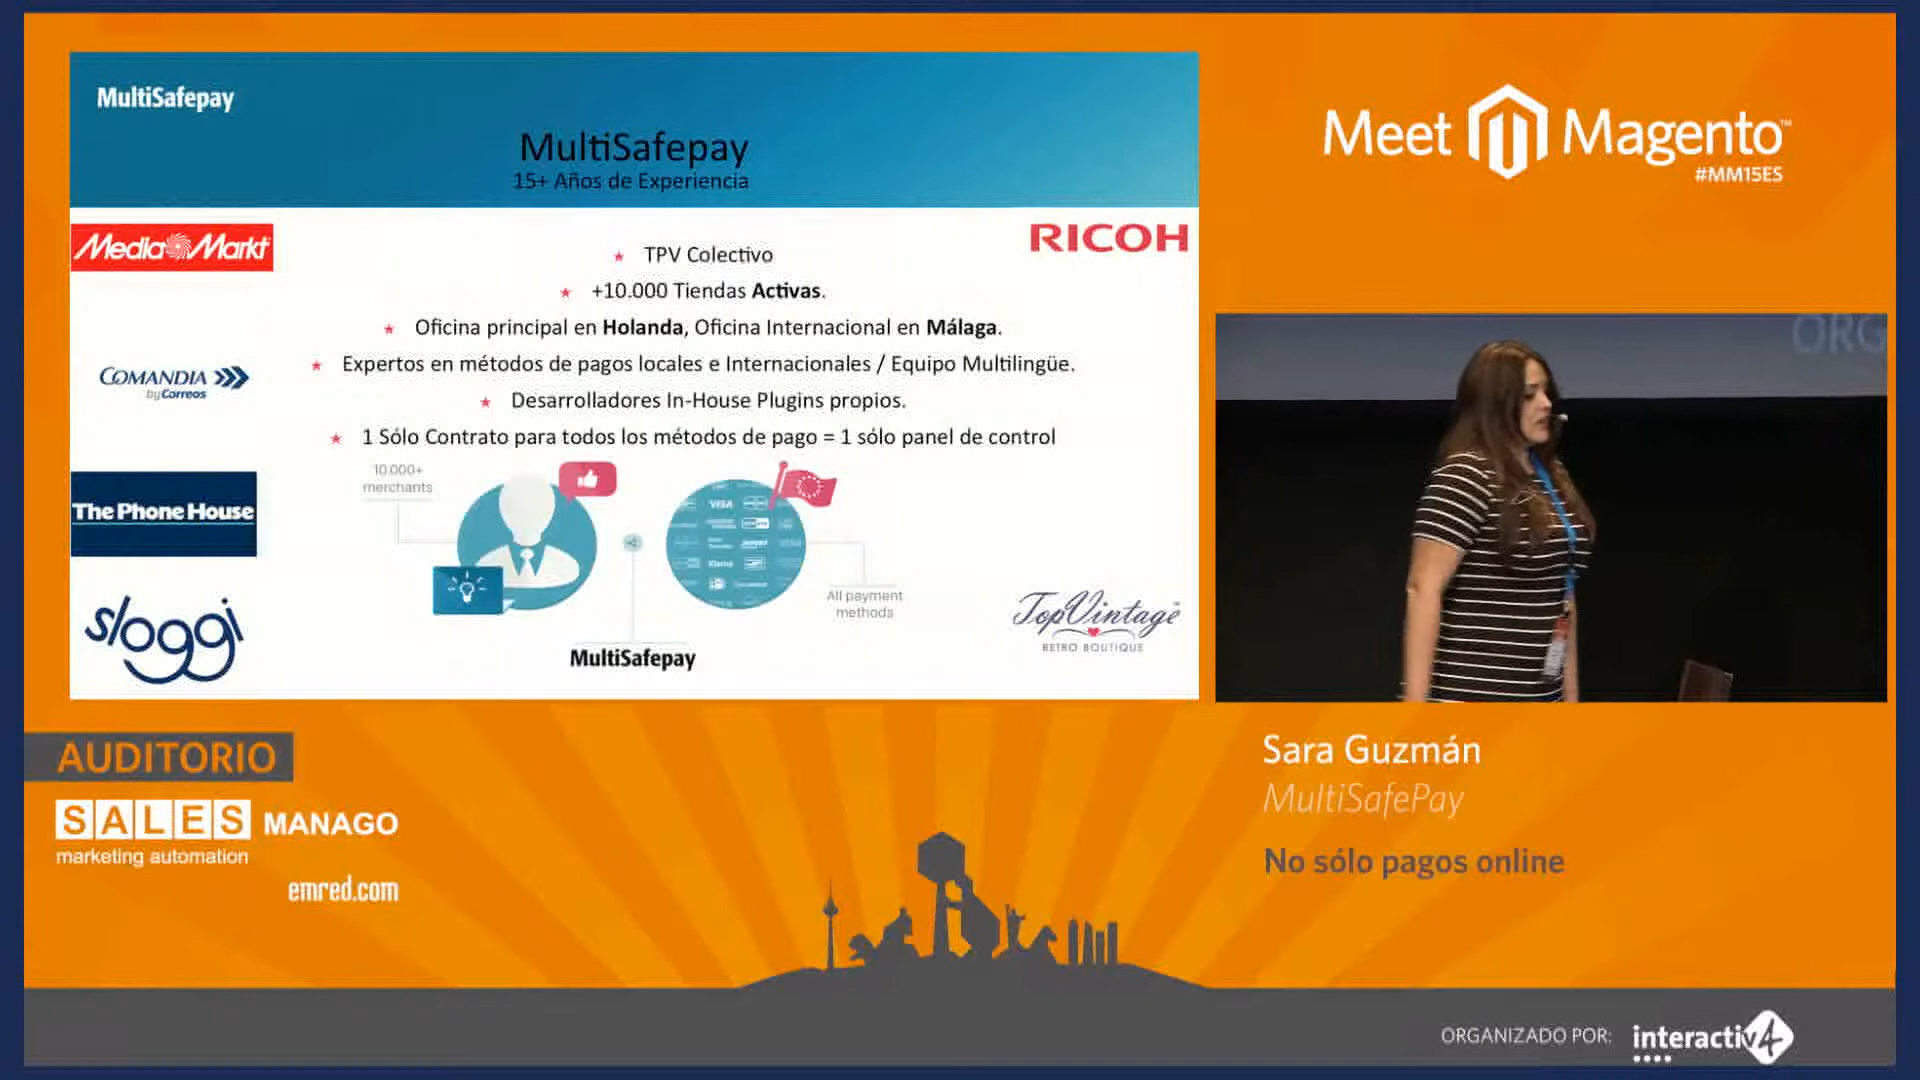 MultiSafepay
MultiSafepay
15+ Años de Experiencia
Media Markt
RICOH
★ TPV Colectivo
★ +10.000 Tiendas Activas.
★ Oficina principal en Holanda, Oficina Internacional en Málaga.
★ Expertos en métodos de pagos locales e Internacionales / Equipo Multilingüe.
★ Desarrolladores In-House Plugins propios.
★ 1 Sólo Contrato para todos los métodos de pago = 1 sólo panel de control
COMANDIA
by Correos
The Phone House
sloggi
10.000+
merchants
VISA
Klarna
All payment
methods
MultiSafepay
TopVintage
RETRO BOUTIQUE
Meet Magento™
#MM15ES
ORG
Sara Guzmán
MultiSafePay
No sólo pagos online
AUDITORIO
SALES MANAGO
marketing automation
emred.com
ORGANIZADO POR: interactiv4